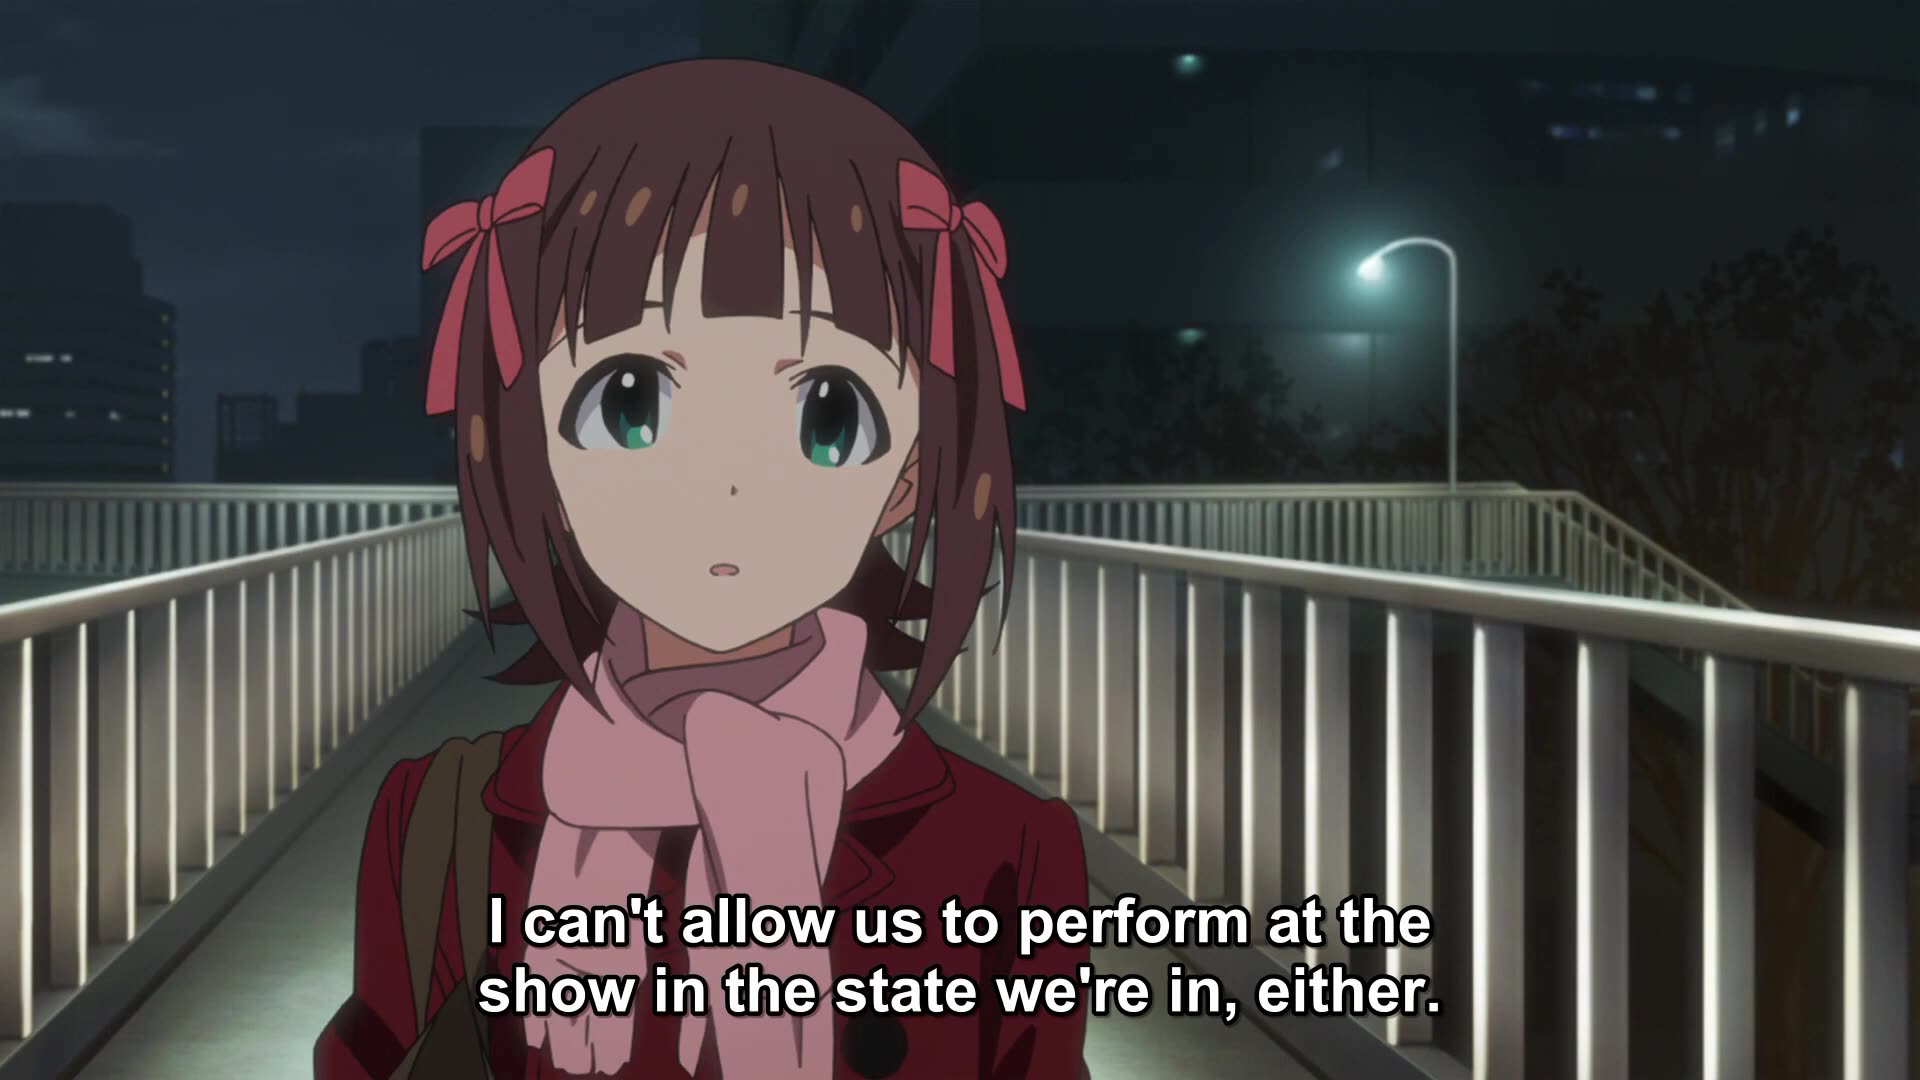 I can't allow us to perform at the
show in the state we're in, either.